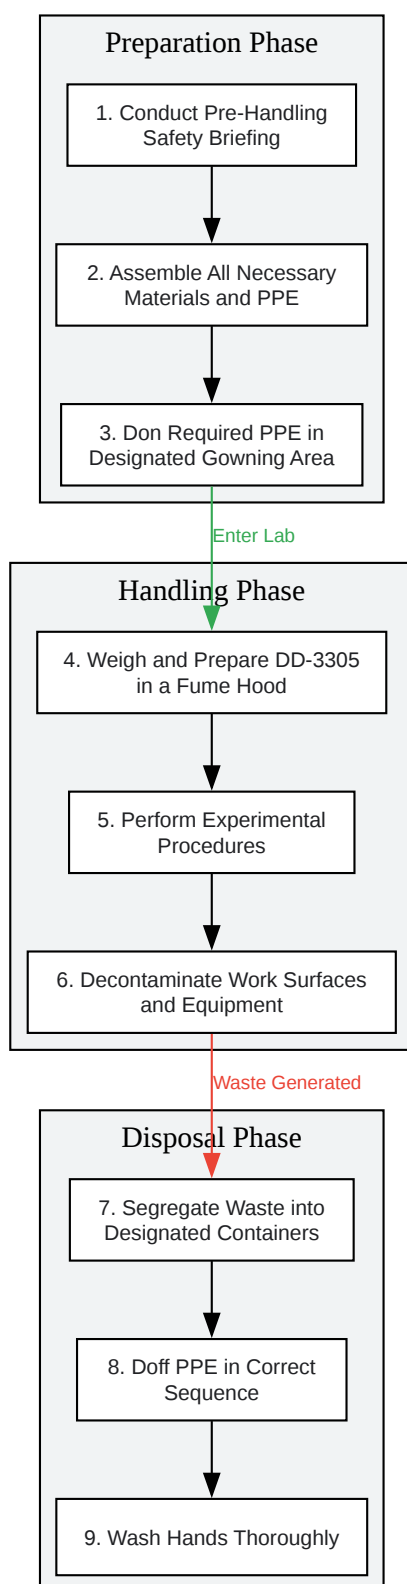 Preparation Phase
1. Conduct Pre-Handling
Safety Briefing
2. Assemble All Necessary
Materials and PPE
3. Don Required PPE in
Designated Gowning Area
Enter Lab
Handling Phase
4. Weigh and Prepare DD-3305
in a Fume Hood
5. Perform Experimental
Procedures
6. Decontaminate Work Surfaces
and Equipment
Waste Generated
Disposal Phase
7. Segregate Waste into
Designated Containers
8. Doff PPE in Correct
Sequence
9. Wash Hands Thoroughly